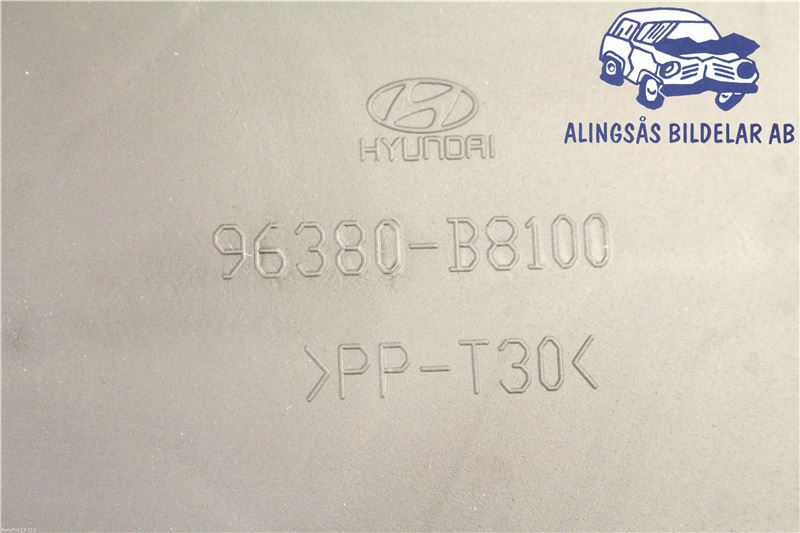 ALINGSÅS BILDELAR AB
HYUNDAI
96380-B8100
>PP-T30<